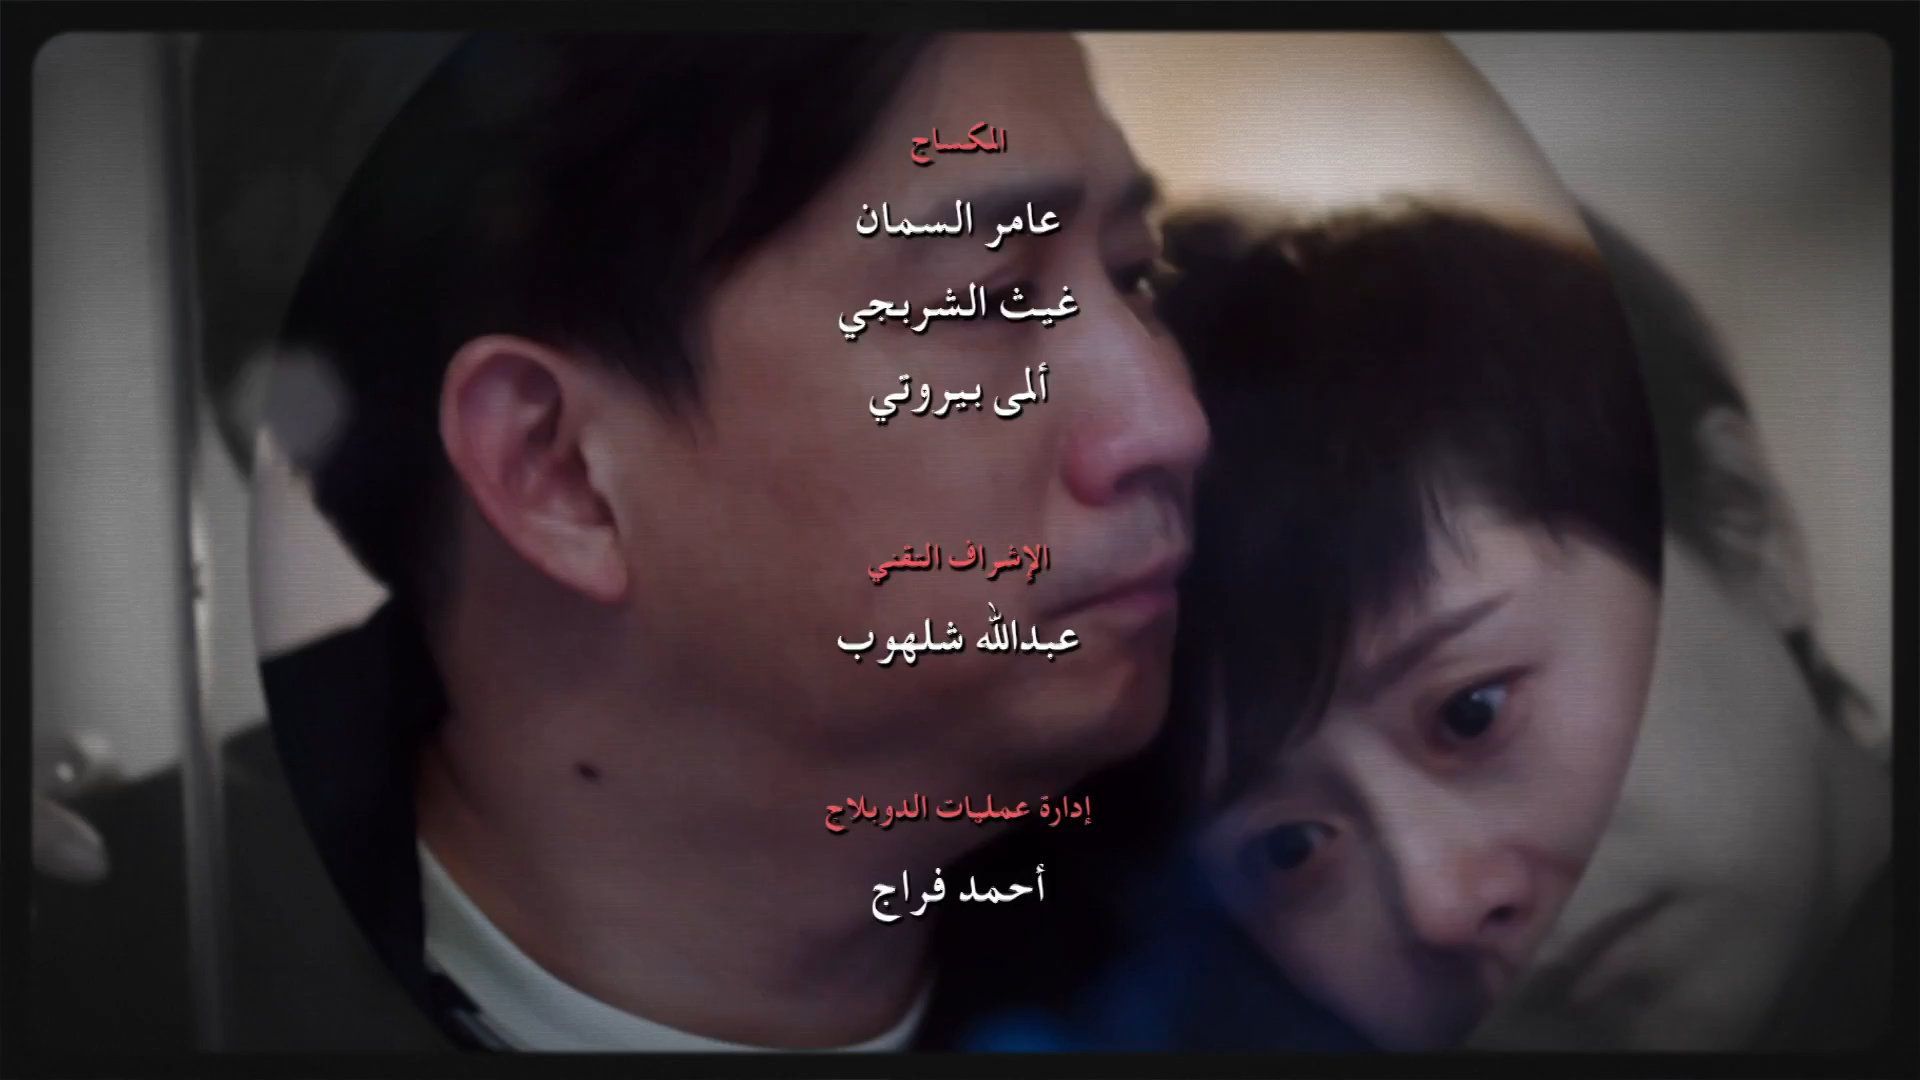 المكساج
عامر السمان
غيث الشربجي
ألمى بيروتي
الإشراف التقني
عبدالله شلهوب
إدارة عمليات الدوبلاج
أحمد فراج